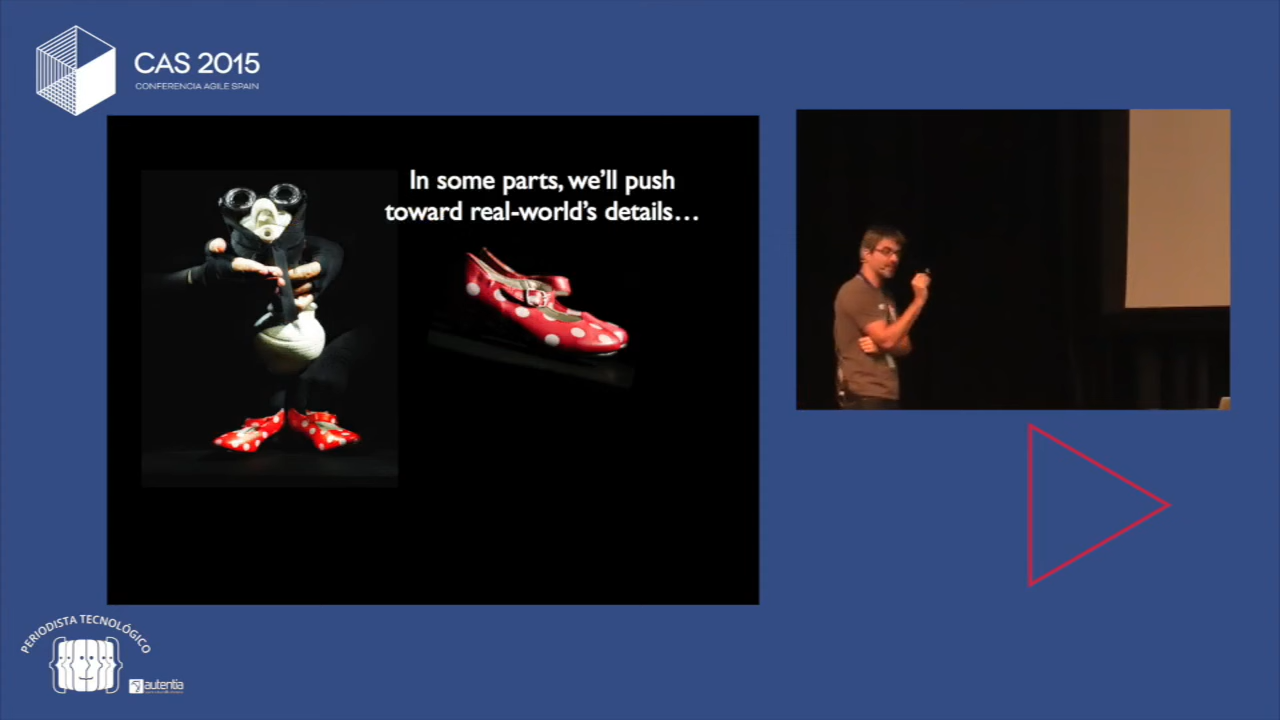 CAS 2015
CONFERENCIA AGILE SPAIN
In some parts, we'll push
toward real-world's details…
PERIODISTA TECNOLÓGICO
autentia